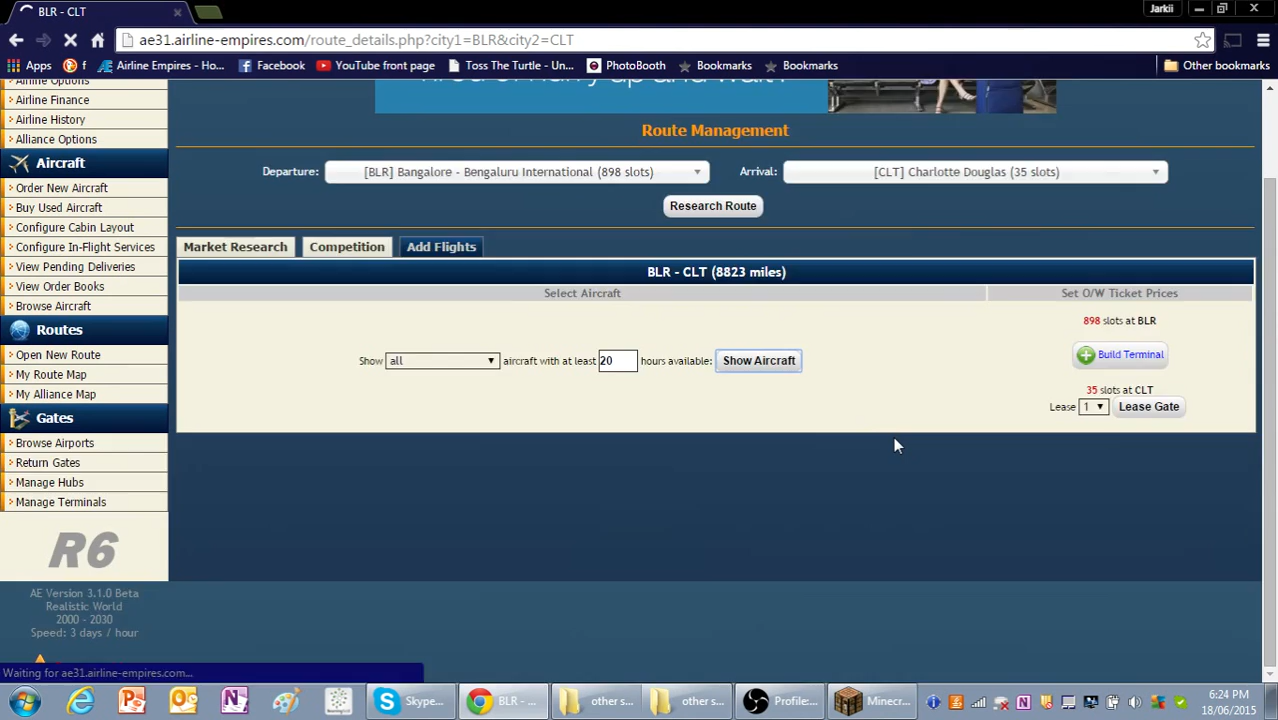 BLR - CLT
Jarkii
ae31.airline-empires.com/route_details.php?city1=BLR&city2=CLT
Apps
Airline Empires - Ho...
Facebook
YouTube front page
Toss The Turtle - Un...
PhotoBooth
Bookmarks
Bookmarks
Other bookmarks
Airline Options
Airline Finance
Airline History
Alliance Options
Aircraft
Order New Aircraft
Buy Used Aircraft
Configure Cabin Layout
Configure In-Flight Services
View Pending Deliveries
View Order Books
Browse Aircraft
Routes
Open New Route
My Route Map
My Alliance Map
Gates
Browse Airports
Return Gates
Manage Hubs
Manage Terminals
R6
AE Version 3.1.0 Beta
Realistic World
2000 - 2030
Speed: 3 days / hour
Route Management
Departure: [BLR] Bangalore - Bengaluru International (898 slots) Arrival: [CLT] Charlotte Douglas (35 slots)
Research Route
Market Research Competition Add Flights
BLR - CLT (8823 miles)
Select Aircraft Set O/W Ticket Prices
898 slots at BLR
Build Terminal
Show all aircraft with at least 20 hours available: Show Aircraft
35 slots at CLT
Lease 1 Lease Gate
Waiting for ae31.airline-empires.com...
Skype...
BLR - ...
other s...
other s...
Profile:...
Minecr...
6:24 PM
18/06/2015